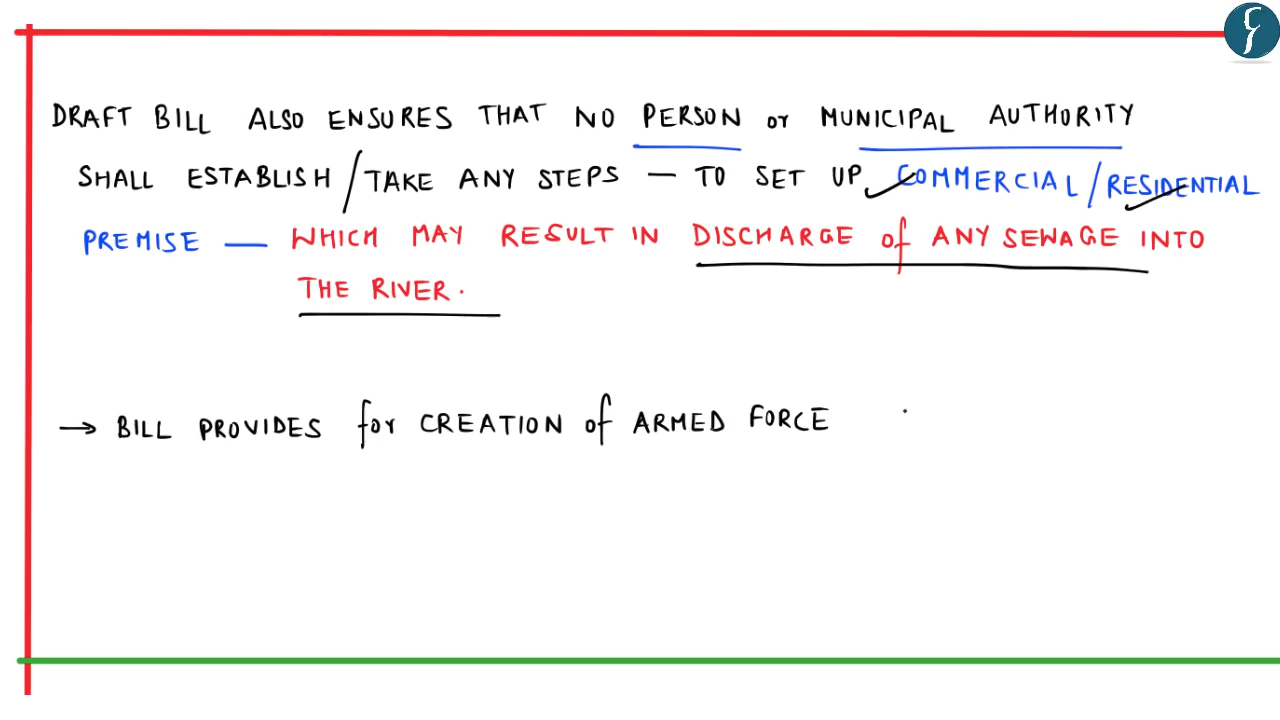 DRAFT BILL ALSO ENSURES THAT NO PERSON or MUNICIPAL AUTHORITY
SHALL ESTABLISH / TAKE ANY STEPS — TO SET UP COMMERCIAL / RESIDENTIAL
PREMISE — WHICH MAY RESULT IN DISCHARGE of ANY SEWAGE INTO
THE RIVER.
→ BILL PROVIDES for CREATION of ARMED FORCE